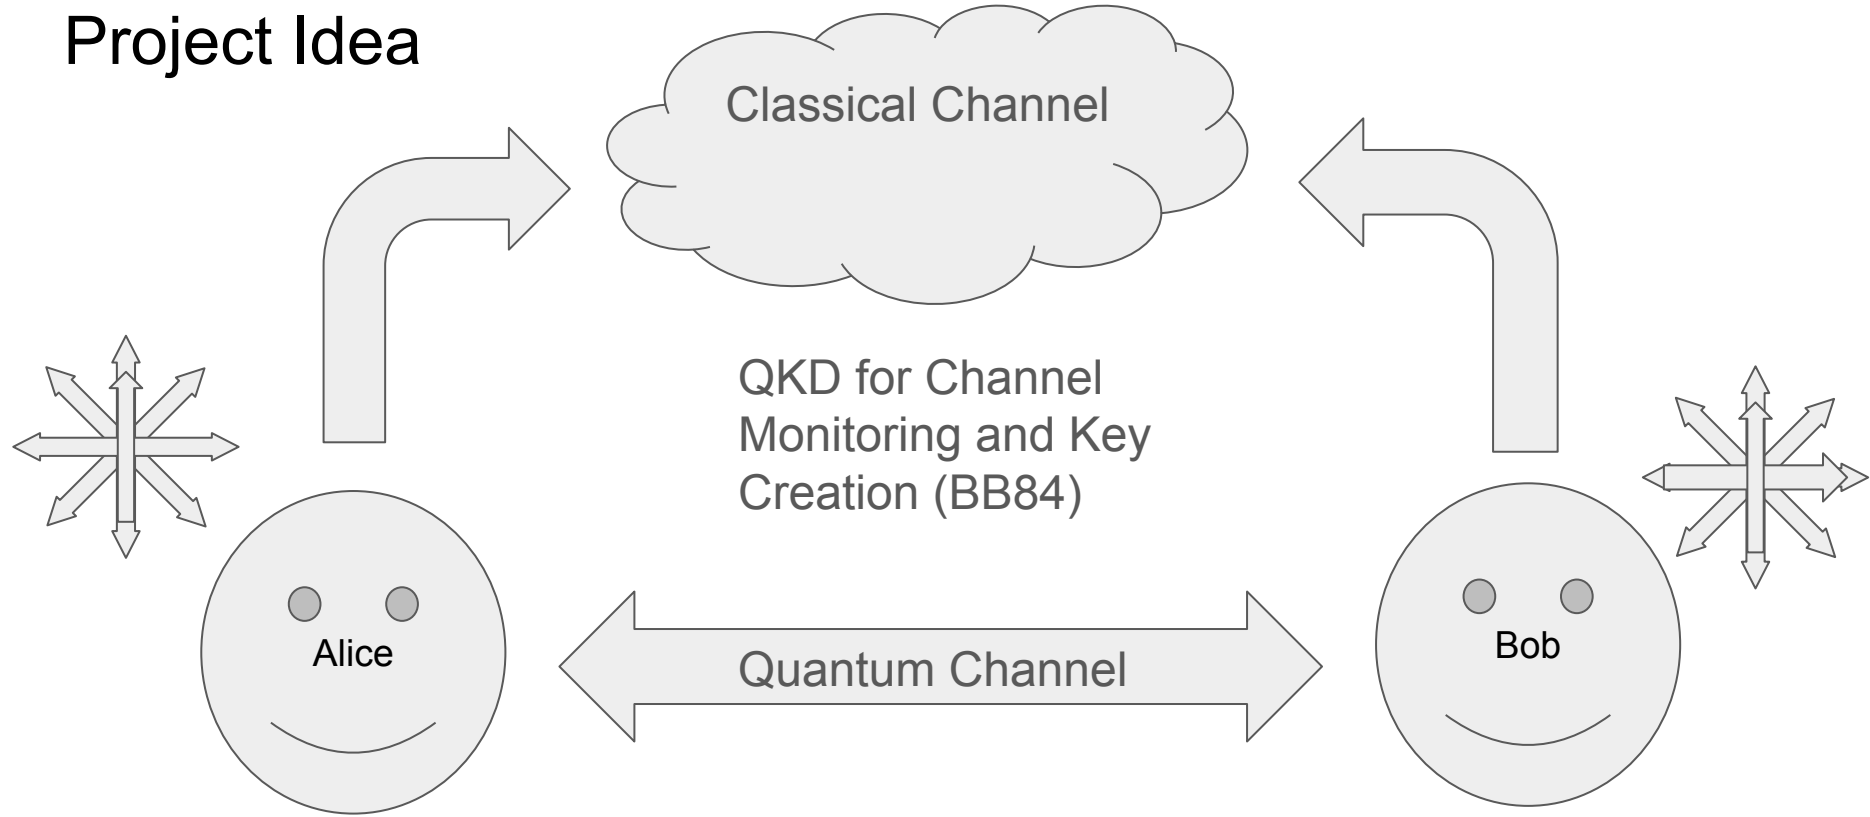 Project Idea
Classical Channel
QKD for Channel
Monitoring and Key
Creation (BB84)
Alice
Quantum Channel
Bob